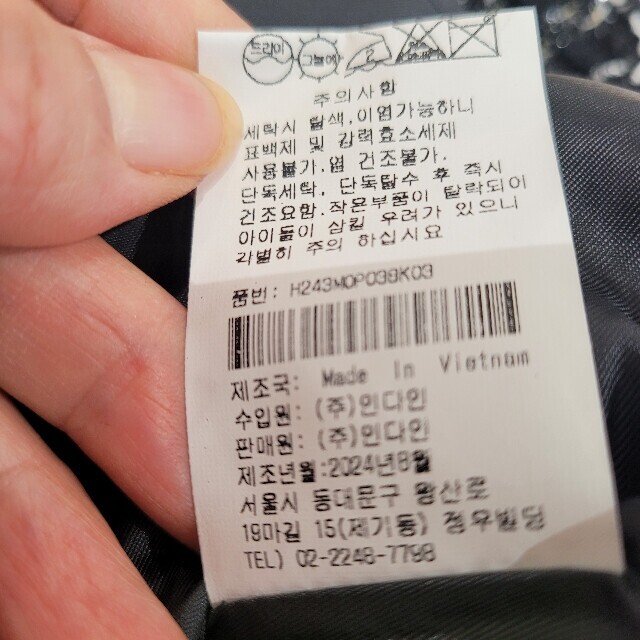 드라이
그늘에
주의사항
세탁시 탈색,이염가능하니
표백제 및 강력효소세제
사용불가.열 건조불가.
단독세탁, 단독탈수 후 즉시
건조요함.작은부품이 탈락되어
아이들이 삼킬 우려가 있으니
각별히 주의 하십시요
품번: H243MOP039K03
제조국: Made In Vietnam
수입원: (주)인다인
판매원: (주)인다인
제조년월:2024년8월
서울시 동대문구 왕산로
19마길 15(제기동) 정우빌딩
TEL) 02-2248-7798